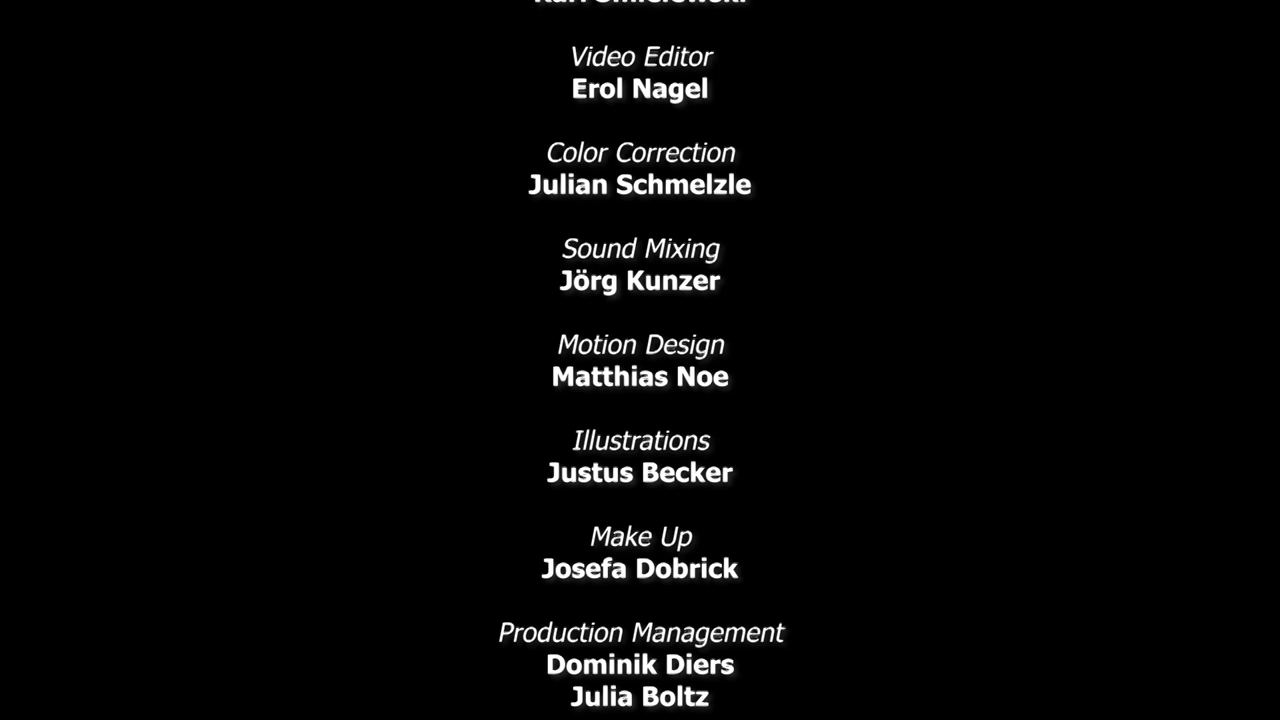 Video Editor
Erol Nagel
Color Correction
Julian Schmelzle
Sound Mixing
Jörg Kunzer
Motion Design
Matthias Noe
Illustrations
Justus Becker
Make Up
Josefa Dobrick
Production Management
Dominik Diers
Julia Boltz